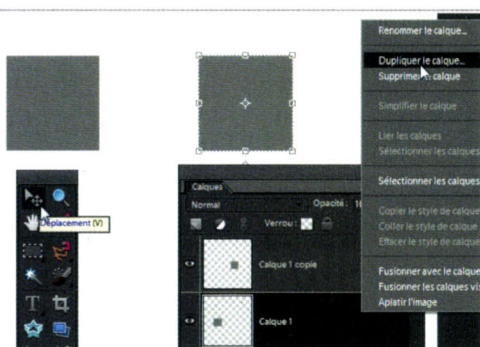 Renommer le calque...
Dupliquer le calque...
Supprimer le calque
Simplifier le calque
Lier les calques
Sélectionner les calques
Sélectionner les calques
Copier le style de calque
Coller le style de calque
Effacer le style de calque
Fusionner avec le calque
Fusionner les calques
Aplatir l'image
Déplacement (V)
Calques
Normal Opacité :
Verrou :
Calque 1 copie
Calque 1